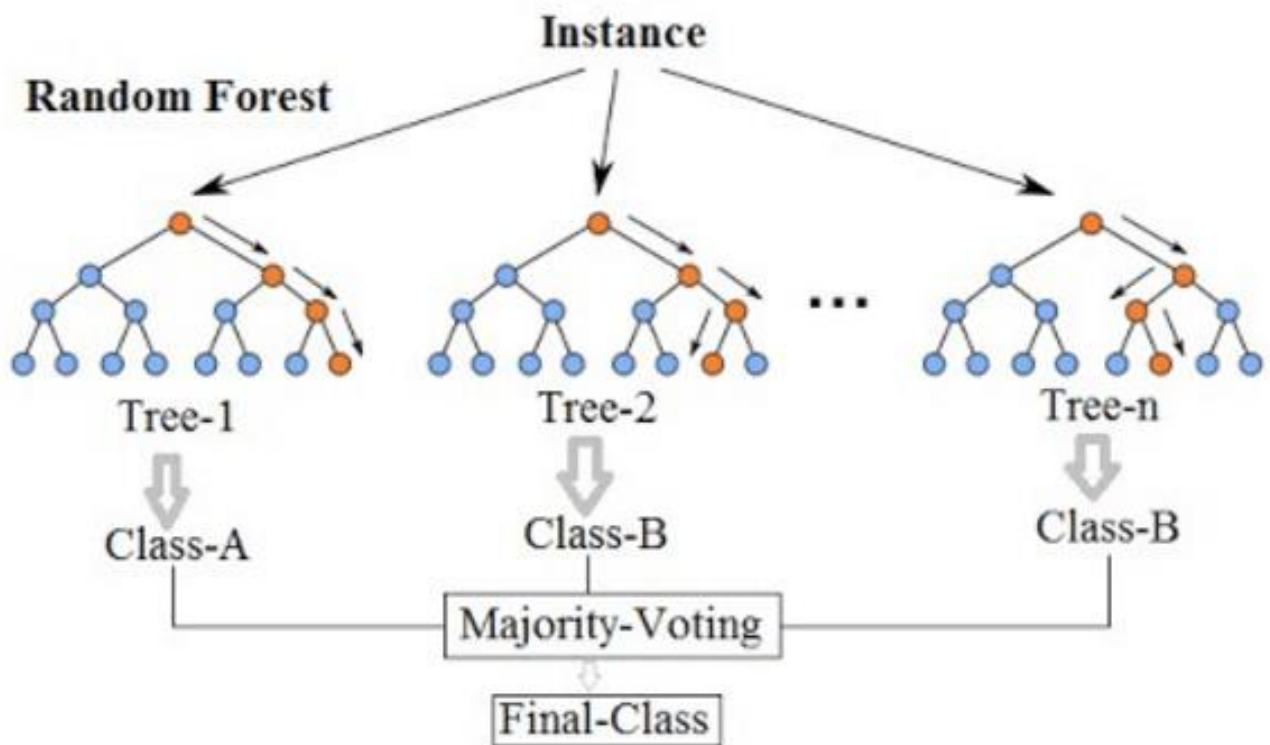 Instance
Random Forest
...
Tree-1
Tree-2
Tree-n
Class-A
Class-B
Class-B
Majority-Voting
Final-Class